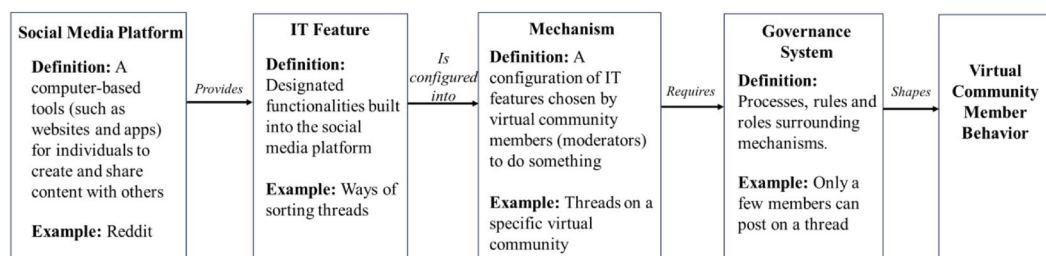 Social Media Platform
Definition: A
computer-based
tools (such as
websites and apps)
for individuals to
create and share
content with others
Example: Reddit
Provides
IT Feature
Definition:
Designated
functionalities built
into the social
media platform
Example: Ways of
sorting threads
Is
configured
into
Mechanism
Definition: A
configuration of IT
features chosen by
virtual community
members (moderators)
to do something
Example: Threads on a
specific virtual
community
Requires
Governance
System
Definition:
Processes, rules and
roles surrounding
mechanisms.
Example: Only a
few members can
post on a thread
Shapes
Virtual
Community
Member
Behavior